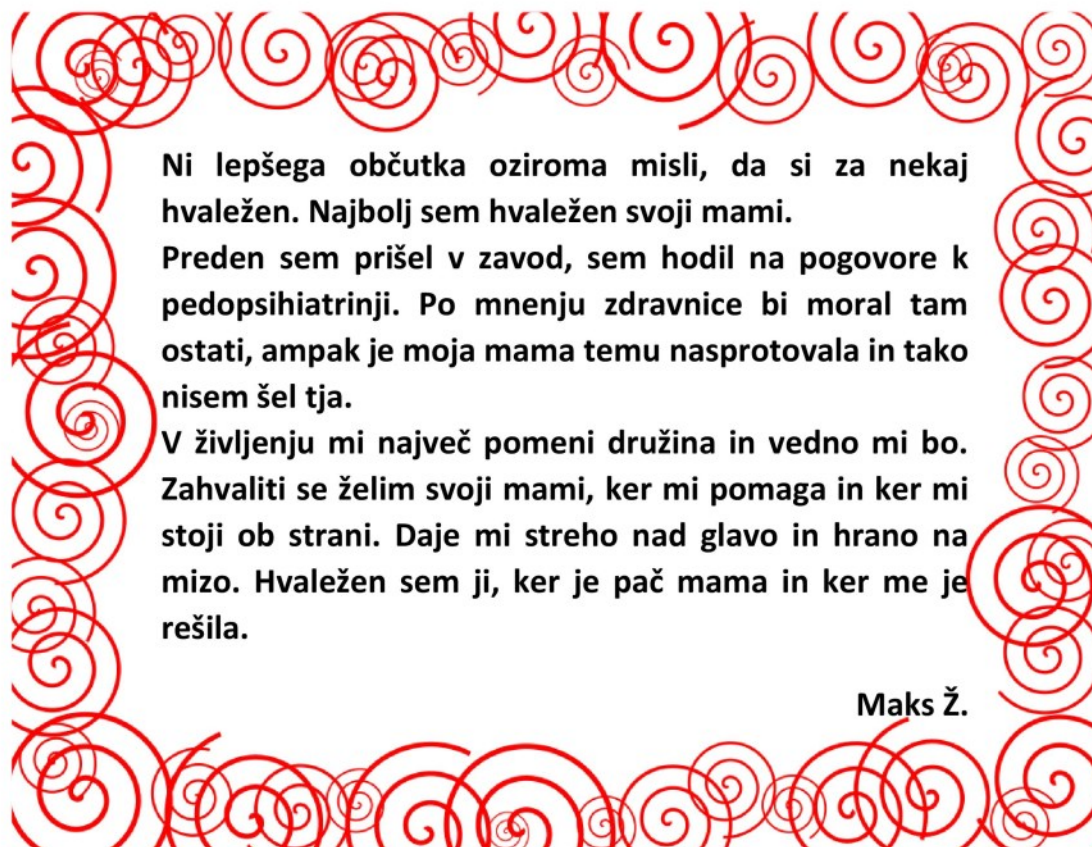 Ni lepšega občutka oziroma misli, da si za nekaj
hvaležen. Najbolj sem hvaležen svoji mami.
Preden sem prišel v zavod, sem hodil na pogovore k
pedopsihiatrinji. Po mnenju zdravnice bi moral tam
ostati, ampak je moja mama temu nasprotovala in tako
nisem šel tja.
V življenju mi največ pomeni družina in vedno mi bo.
Zahvaliti se želim svoji mami, ker mi pomaga in ker mi
stoji ob strani. Daje mi streho nad glavo in hrano na
mizo. Hvaležen sem ji, ker je pač mama in ker me je
rešila.
Maks Ž.